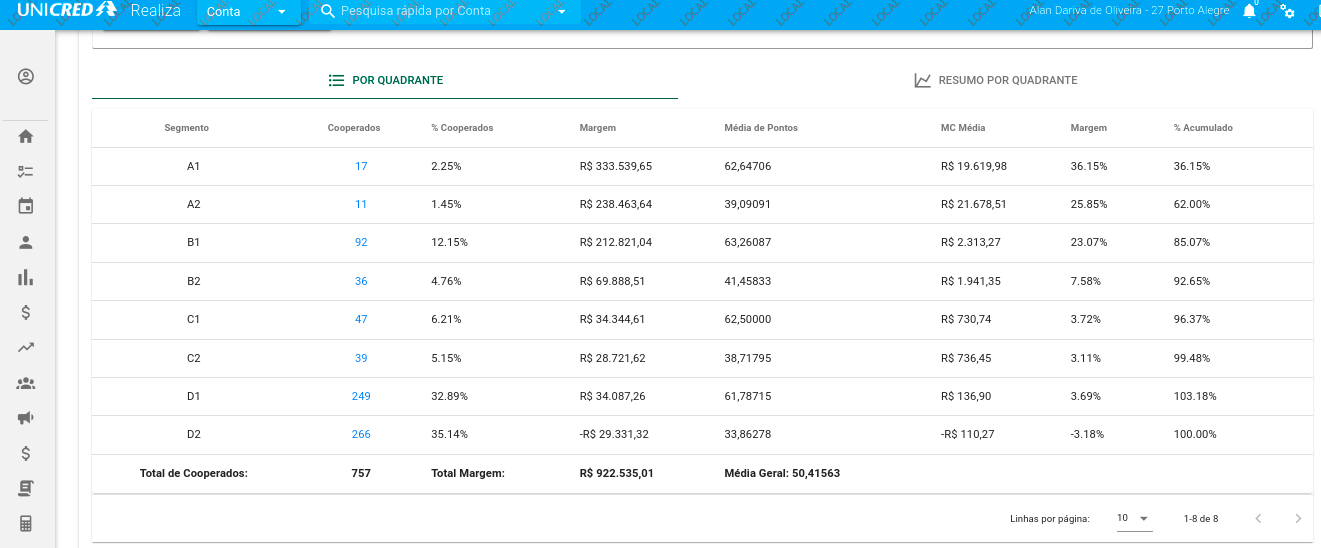 UNICRED Realiza Conta Pesquisa rápida por Conta Alan Dariva de Oliveira - 27 Porto Alegre
POR QUADRANTE RESUMO POR QUADRANTE
Segmento Cooperados % Cooperados Margem Média de Pontos MC Média Margem % Acumulado
A1 17 2.25% R$ 333.539,65 62,64706 R$ 19.619,98 36.15% 36.15%
A2 11 1.45% R$ 238.463,64 39,09091 R$ 21.678,51 25.85% 62.00%
B1 92 12.15% R$ 212.821,04 63,26087 R$ 2.313,27 23.07% 85.07%
B2 36 4.76% R$ 69.888,51 41,45833 R$ 1.941,35 7.58% 92.65%
C1 47 6.21% R$ 34.344,61 62,50000 R$ 730,74 3.72% 96.37%
C2 39 5.15% R$ 28.721,62 38,71795 R$ 736,45 3.11% 99.48%
D1 249 32.89% R$ 34.087,26 61,78715 R$ 136,90 3.69% 103.18%
D2 266 35.14% -R$ 29.331,32 33,86278 -R$ 110,27 -3.18% 100.00%
Total de Cooperados: 757 Total Margem: R$ 922.535,01 Média Geral: 50,41563
Linhas por página: 10 1-8 de 8